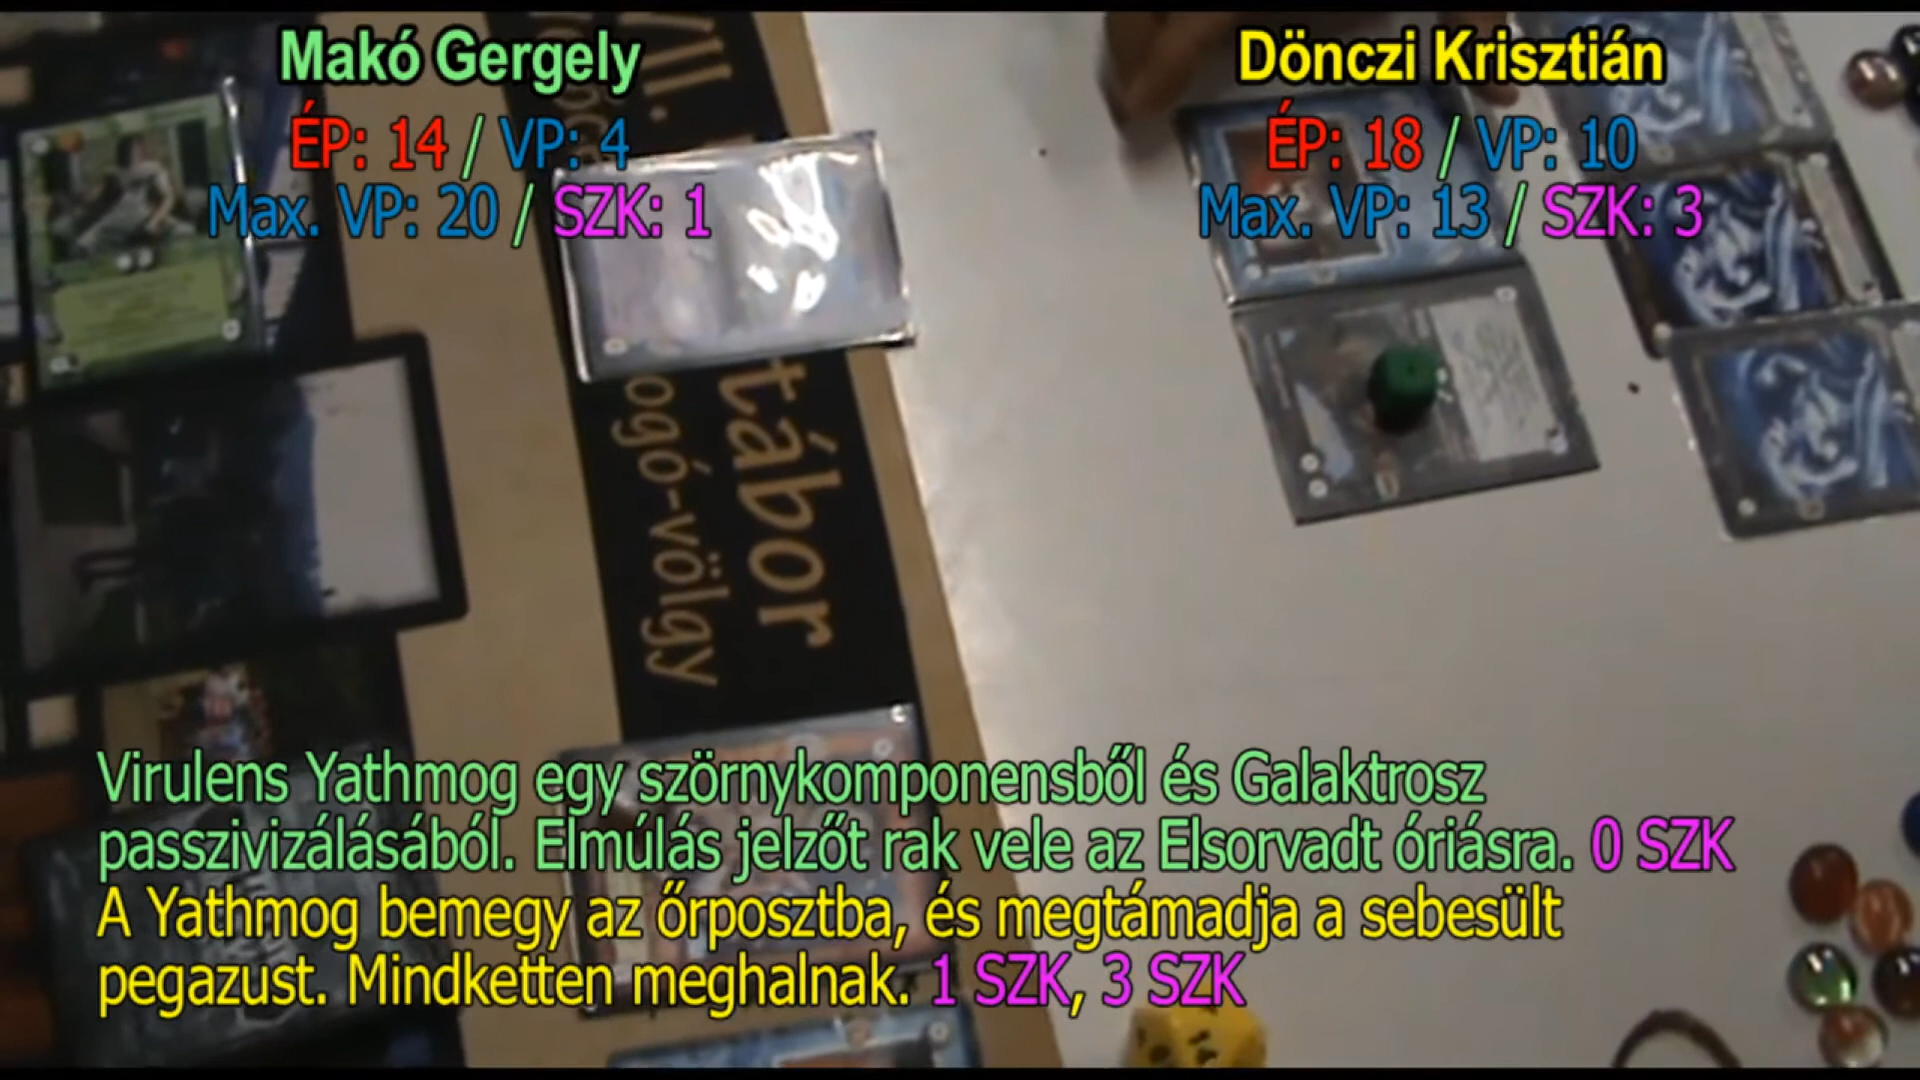 Makó Gergely
ÉP: 14 / VP: 4
Max. VP: 20 / SZK: 1
Dönczi Krisztián
ÉP: 18 / VP: 10
Max. VP: 13 / SZK: 3
VII.
tábor
ogó-völgy
Virulens Yathmog egy szörnykomponensből és Galaktrosz
passzivizálásából. Elmúlás jelzőt rak vele az Elsorvadt óriásra. 0 SZK
A Yathmog bemegy az őrposztba, és megtámadja a sebesült
pegazust. Mindketten meghalnak. 1 SZK, 3 SZK